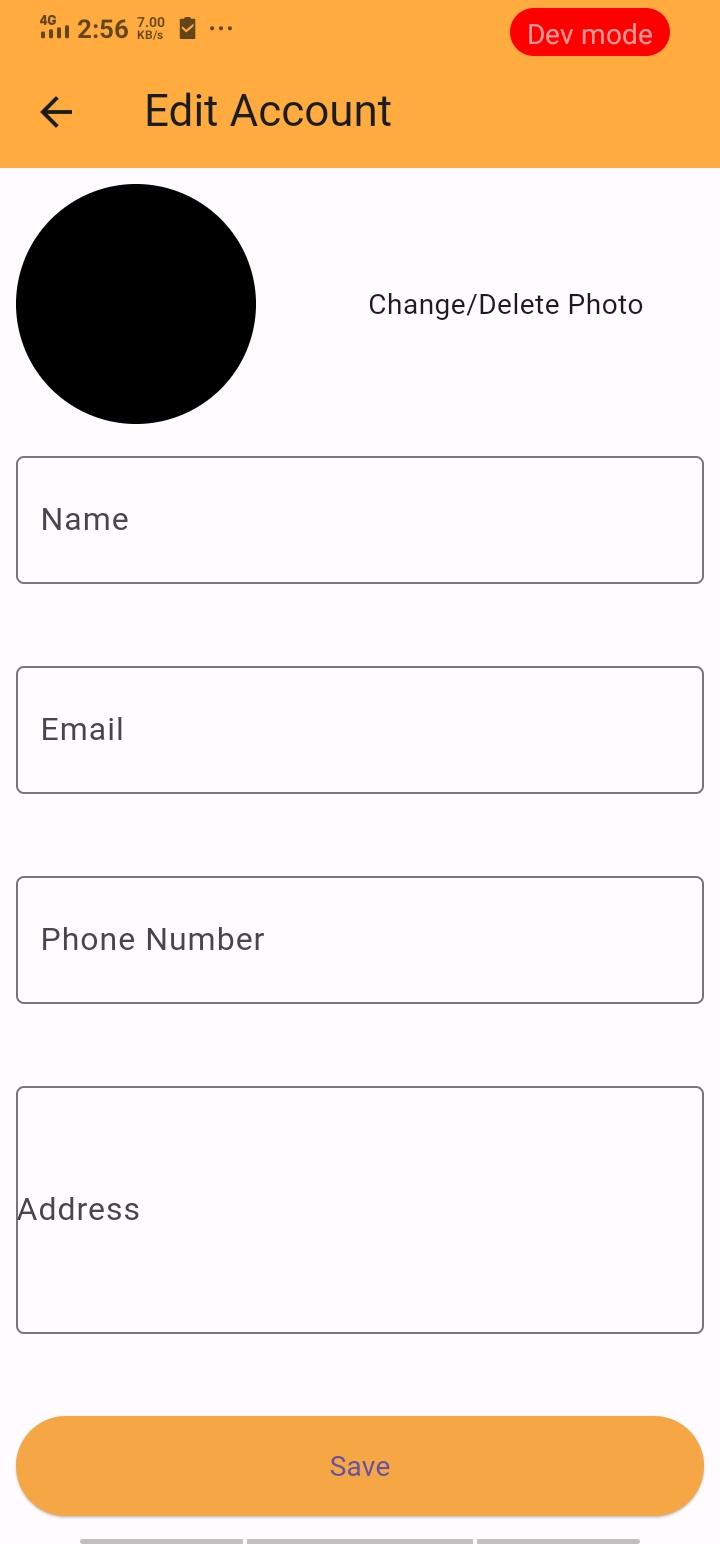 4G 2:56 7.00 KB/s ... Dev mode
Edit Account
Change/Delete Photo
Name
Email
Phone Number
Address
Save